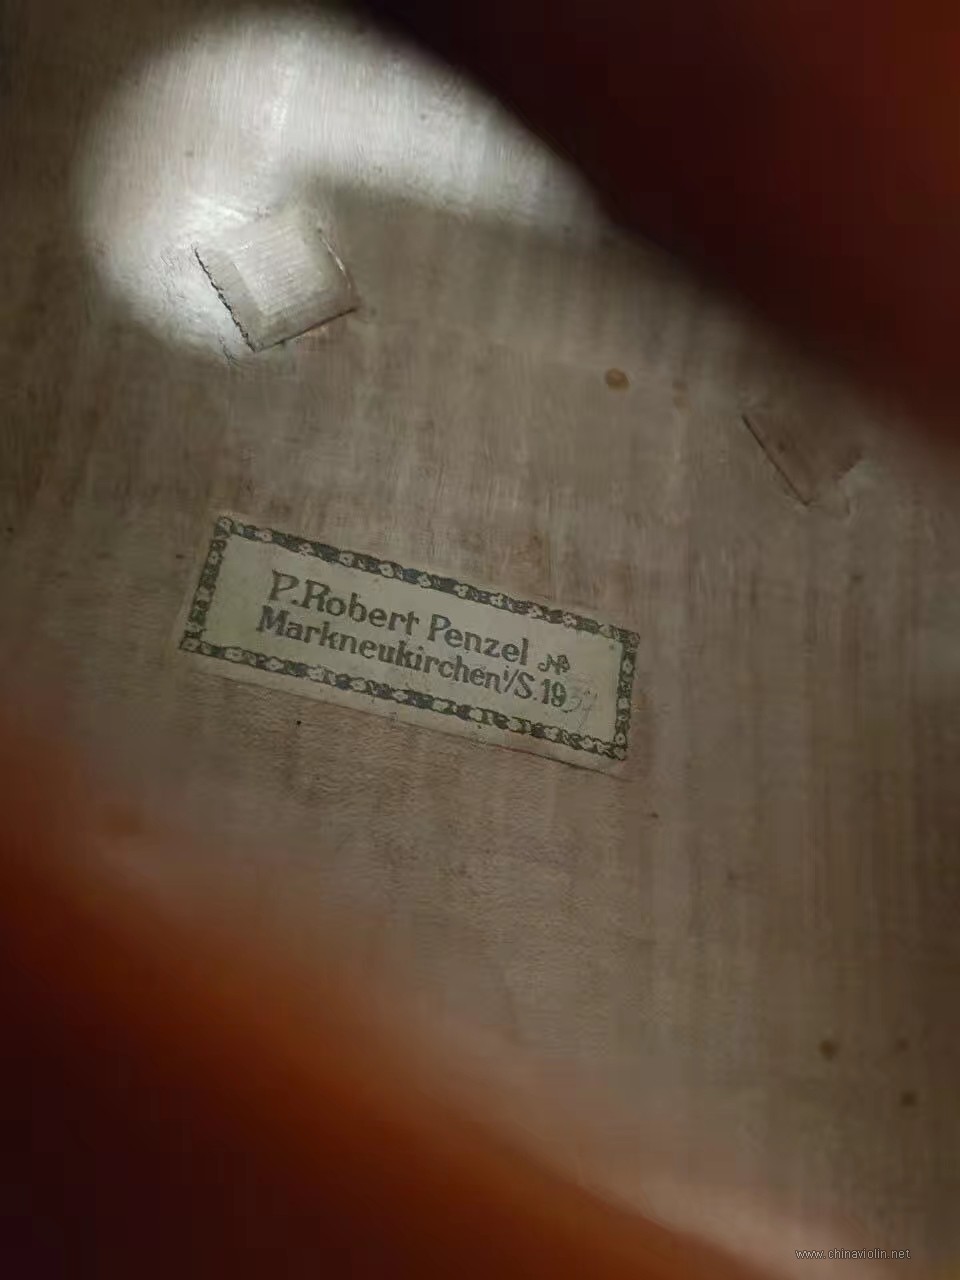 P. Robert Penzel №
Markneukirchen i/S. 19
www.chinaviolin.net